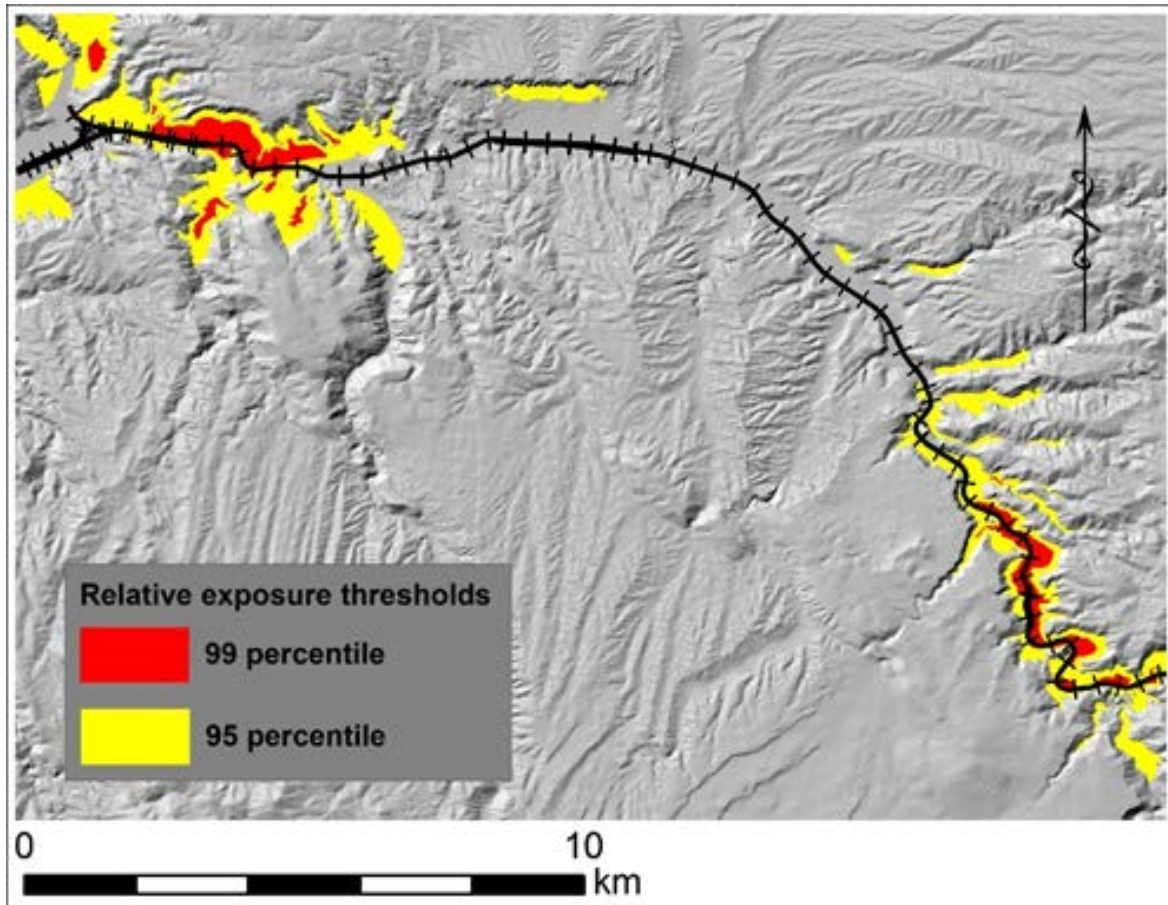 Relative exposure thresholds
99 percentile
95 percentile
0 10
km